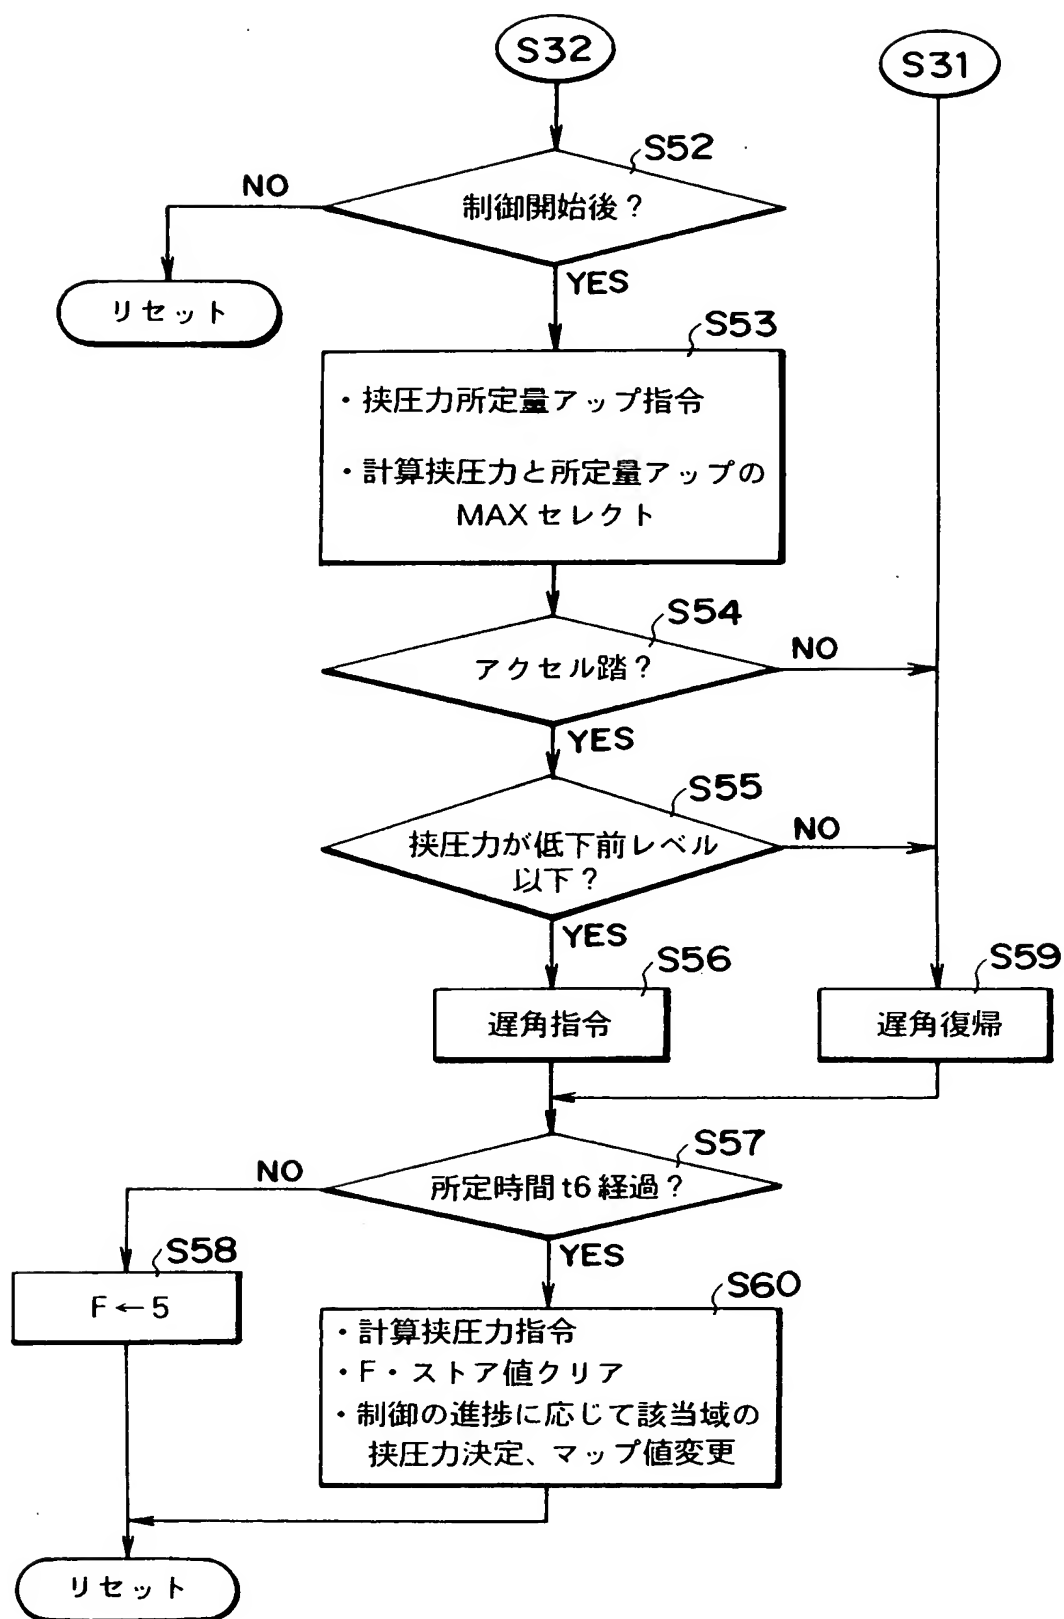 S32
S31
S52
制御開始後？
NO
YES
リセット
S53
・挟圧力所定量アップ指令
・計算挟圧力と所定量アップの
MAXセレクト
S54
アクセル踏？
NO
YES
S55
挟圧力が低下前レベル
以下？
NO
YES
S56
遅角指令
S59
遅角復帰
S57
所定時間t6経過？
NO
YES
S58
F←5
S60
・計算挟圧力指令
・F・ストア値クリア
・制御の進捗に応じて該当域の
挟圧力決定、マップ値変更
リセット